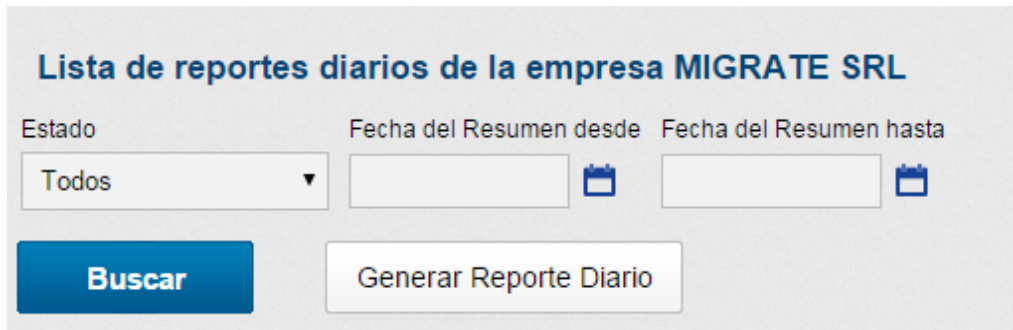 Lista de reportes diarios de la empresa MIGRATE SRL
Estado Fecha del Resumen desde Fecha del Resumen hasta
Todos
Buscar Generar Reporte Diario